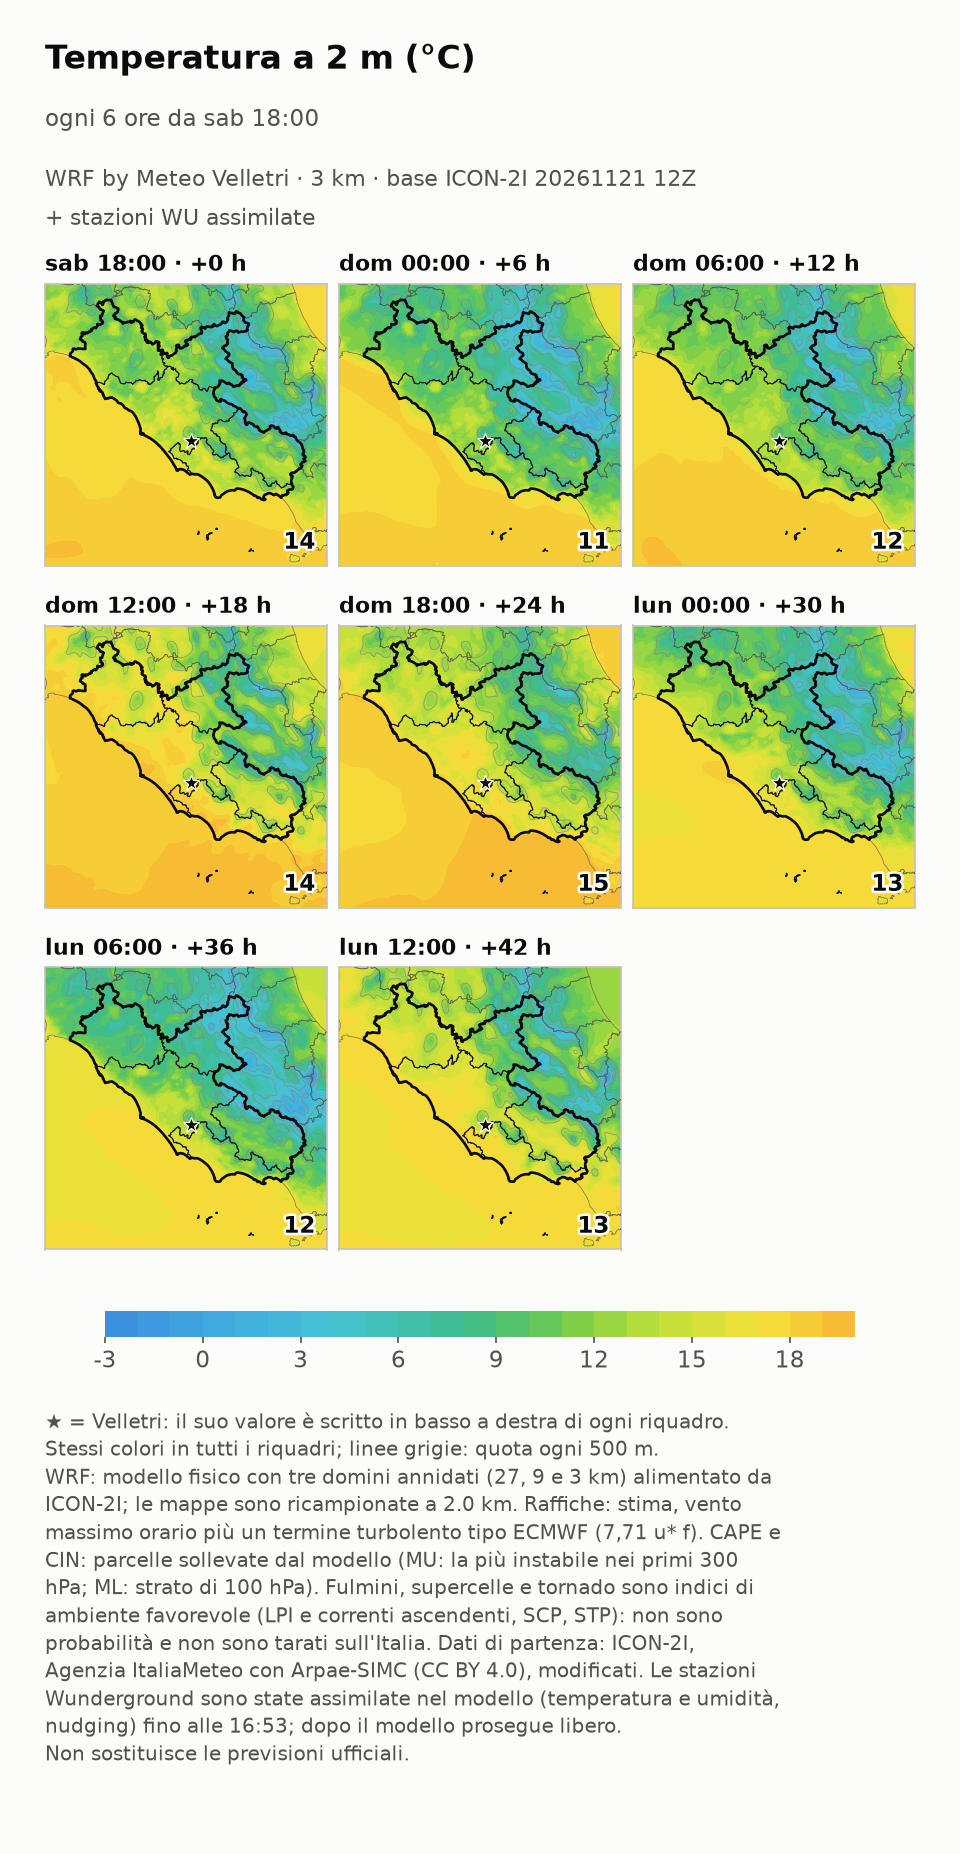 Temperatura a 2 m (°C)
ogni 6 ore da sab 18:00
WRF by Meteo Velletri · 3 km · base ICON-2I 20261121 12Z
+ stazioni WU assimilate
sab 18:00 · +0 h
dom 00:00 · +6 h
dom 06:00 · +12 h
14
11
12
dom 12:00 · +18 h
dom 18:00 · +24 h
lun 00:00 · +30 h
14
15
13
lun 06:00 · +36 h
lun 12:00 · +42 h
12
13
-3 0 3 6 9 12 15 18
★ = Velletri: il suo valore è scritto in basso a destra di ogni riquadro.
Stessi colori in tutti i riquadri; linee grigie: quota ogni 500 m.
WRF: modello fisico con tre domini annidati (27, 9 e 3 km) alimentato da
ICON-2I; le mappe sono ricampionate a 2.0 km. Raffiche: stima, vento
massimo orario più un termine turbolento tipo ECMWF (7,71 u* f). CAPE e
CIN: parcelle sollevate dal modello (MU: la più instabile nei primi 300
hPa; ML: strato di 100 hPa). Fulmini, supercelle e tornado sono indici di
ambiente favorevole (LPI e correnti ascendenti, SCP, STP): non sono
probabilità e non sono tarati sull'Italia. Dati di partenza: ICON-2I,
Agenzia ItaliaMeteo con Arpae-SIMC (CC BY 4.0), modificati. Le stazioni
Wunderground sono state assimilate nel modello (temperatura e umidità,
nudging) fino alle 16:53; dopo il modello prosegue libero.
Non sostituisce le previsioni ufficiali.